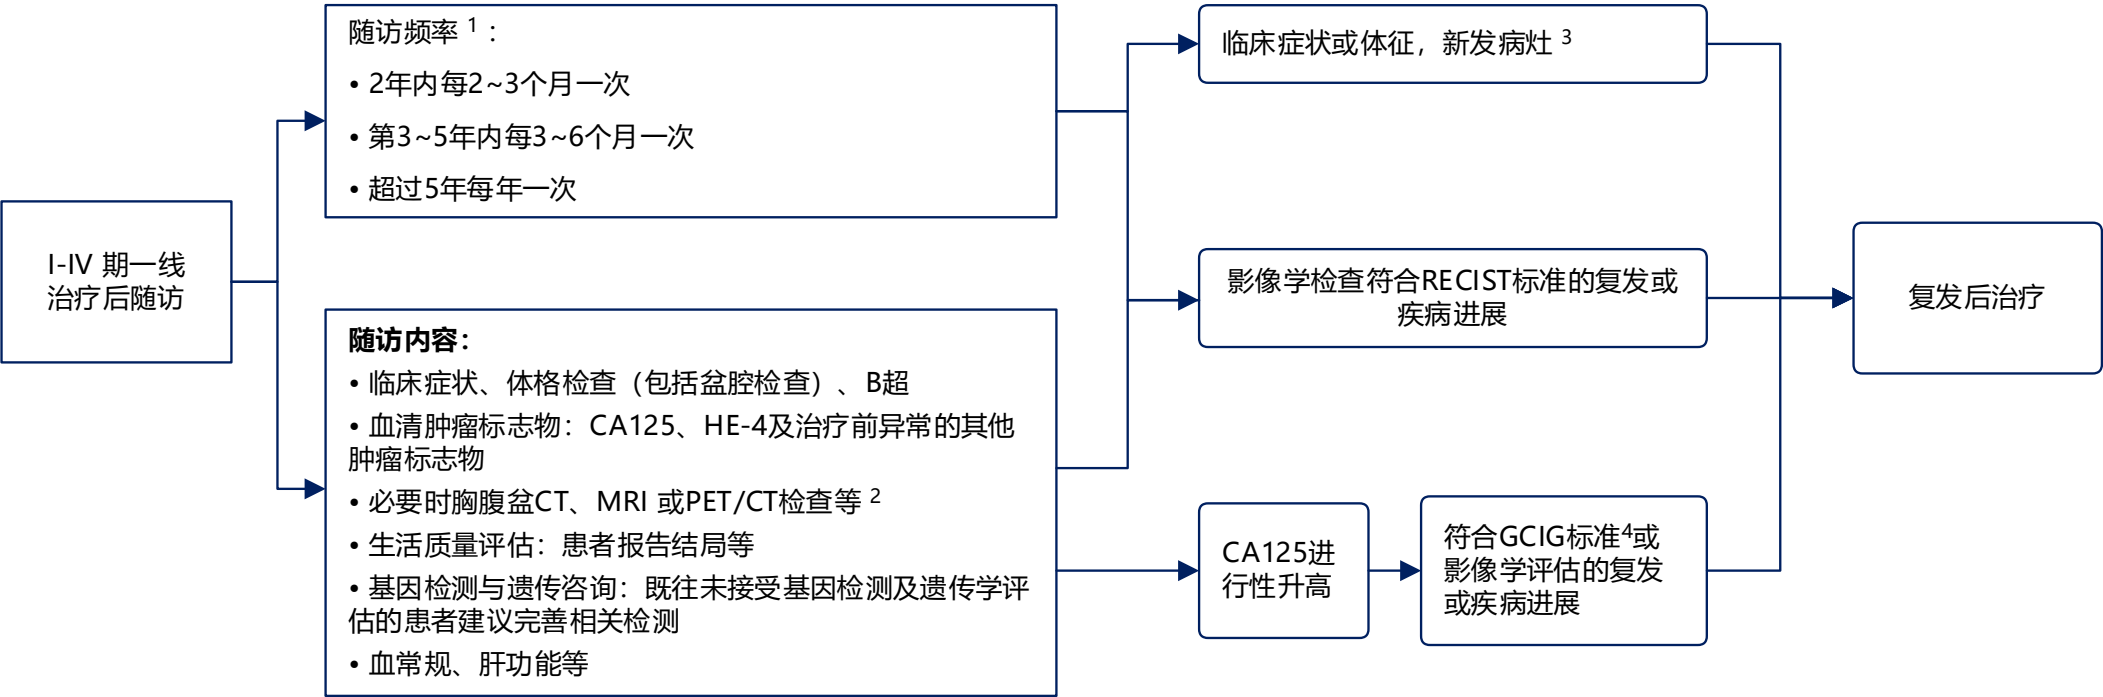 I-IV 期一线
治疗后随访
随访频率 1：
• 2年内每2~3个月一次
• 第3~5年内每3~6个月一次
• 超过5年每年一次
随访内容：
• 临床症状、体格检查（包括盆腔检查）、B超
• 血清肿瘤标志物：CA125、HE-4及治疗前异常的其他
肿瘤标志物
• 必要时胸腹盆CT、MRI 或PET/CT检查等 2
• 生活质量评估：患者报告结局等
• 基因检测与遗传咨询：既往未接受基因检测及遗传学评
估的患者建议完善相关检测
• 血常规、肝功能等
临床症状或体征，新发病灶 3
影像学检查符合RECIST标准的复发或
疾病进展
CA125进
行性升高
符合GCIG标准4或
影像学评估的复发
或疾病进展
复发后治疗